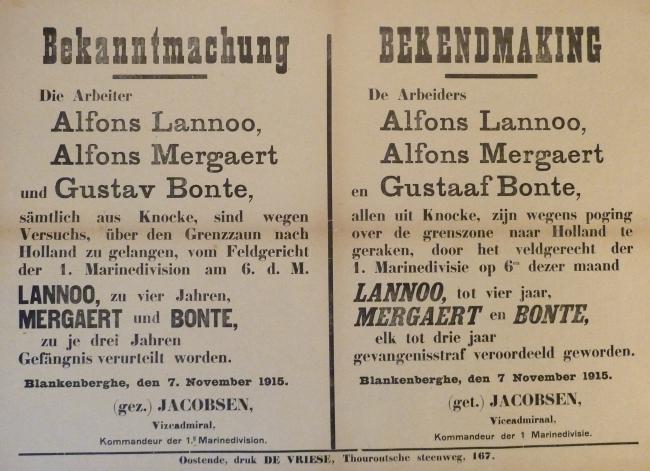 Bekanntmachung
Die Arbeiter
Alfons Lannoo,
Alfons Mergaert
und Gustav Bonte,
sämtlich aus Knocke, sind wegen
Versuchs, über den Grenzzaun nach
Holland zu gelangen, vom Feldgericht
der 1. Marinedivision am 6. d. M.
LANNOO, zu vier Jahren,
MERGAERT und BONTE,
zu je drei Jahren
Gefängnis verurteilt worden.
Blankenberghe, den 7. November 1915.
(gez.) JACOBSEN,
Vizeadmiral,
Kommandeur der 1. Marinedivision.
BEKENDMAKING
De Arbeiders
Alfons Lannoo,
Alfons Mergaert
en Gustaaf Bonte,
allen uit Knocke, zijn wegens poging
over de grenszone naar Holland te
geraken, door het veldgerecht der
1. Marinedivisie op 6en dezer maand
LANNOO, tot vier jaar,
MERGAERT en BONTE,
elk tot drie jaar
gevangenisstraf veroordeeld geworden.
Blankenberghe, den 7 November 1915.
(get.) JACOBSEN,
Viceadmiraal,
Kommandeur der 1 Marinedivisie.
Oostende, druk DE VRIESE, Thouroutsche steenweg, 167.